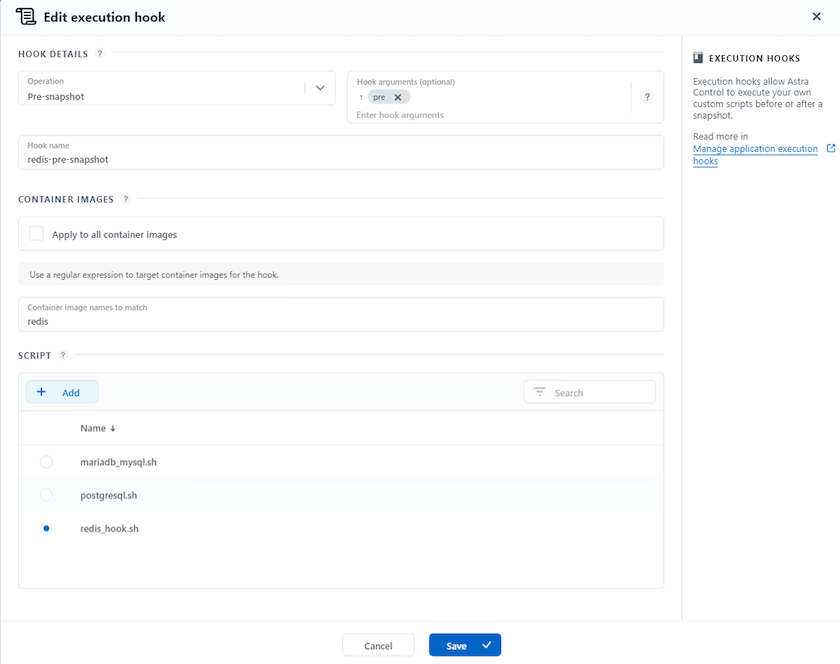 Edit execution hook
HOOK DETAILS ?
Operation
Pre-snapshot
Hook arguments (optional)
1 pre
Enter hook arguments
?
Hook name
redis-pre-snapshot
CONTAINER IMAGES ?
Apply to all container images
Use a regular expression to target container images for the hook.
Container image names to match
redis
SCRIPT ?
Add
Search
Name
mariadb_mysql.sh
postgresql.sh
redis_hook.sh
Cancel
Save
EXECUTION HOOKS
Execution hooks allow Astra
Control to execute your own
custom scripts before or after a
snapshot.
Read more in
Manage application execution
hooks